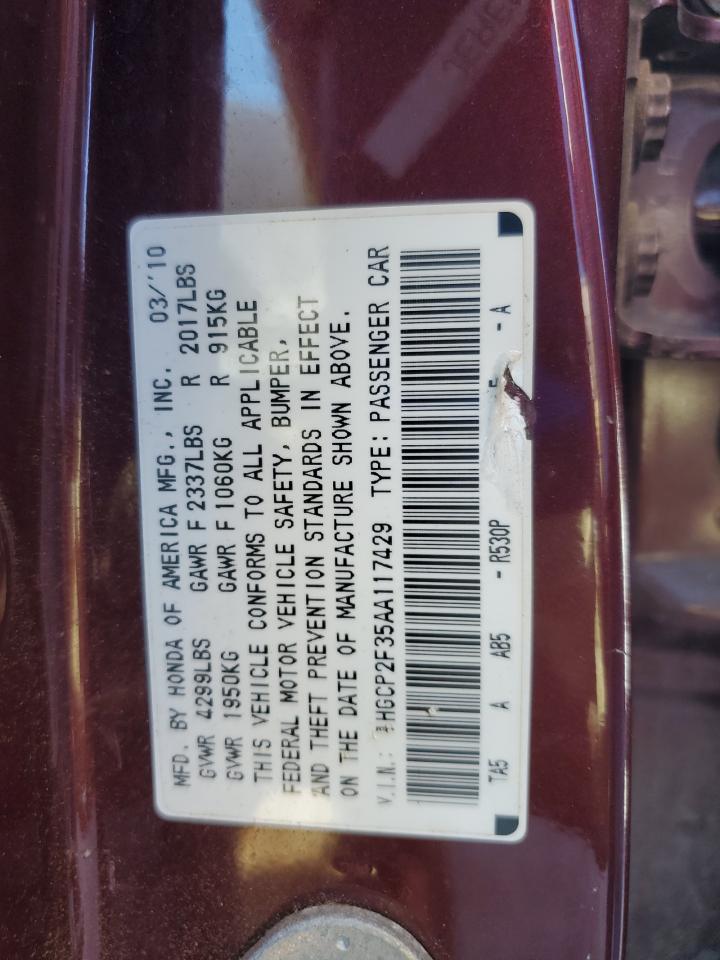 MFD. BY HONDA OF AMERICA MFG., INC. 03/'10
GVWR 4299LBS GAWR F 2337LBS R 2017LBS
GVWR 1950KG GAWR F 1060KG R 915KG
THIS VEHICLE CONFORMS TO ALL APPLICABLE
FEDERAL MOTOR VEHICLE SAFETY, BUMPER,
AND THEFT PREVENTION STANDARDS IN EFFECT
ON THE DATE OF MANUFACTURE SHOWN ABOVE.
V.I.N.: 1HGCP2F35AA117429 TYPE: PASSENGER CAR
TA5 A AB5 - R530P - A